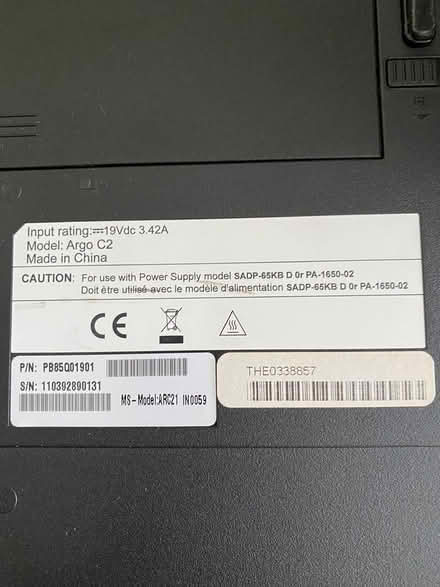 Input rating:⎓19Vdc 3.42A
Model: Argo C2
Made in China
CAUTION: For use with Power Supply model SADP-65KB D 0r PA-1650-02
Doit être utilisé avec le modèle d'alimentation SADP-65KB D 0r PA-1650-02
CE
P/N: PB85Q01901
S/N: 110392890131
MS-Model:ARC21 IN0059
THE0338857